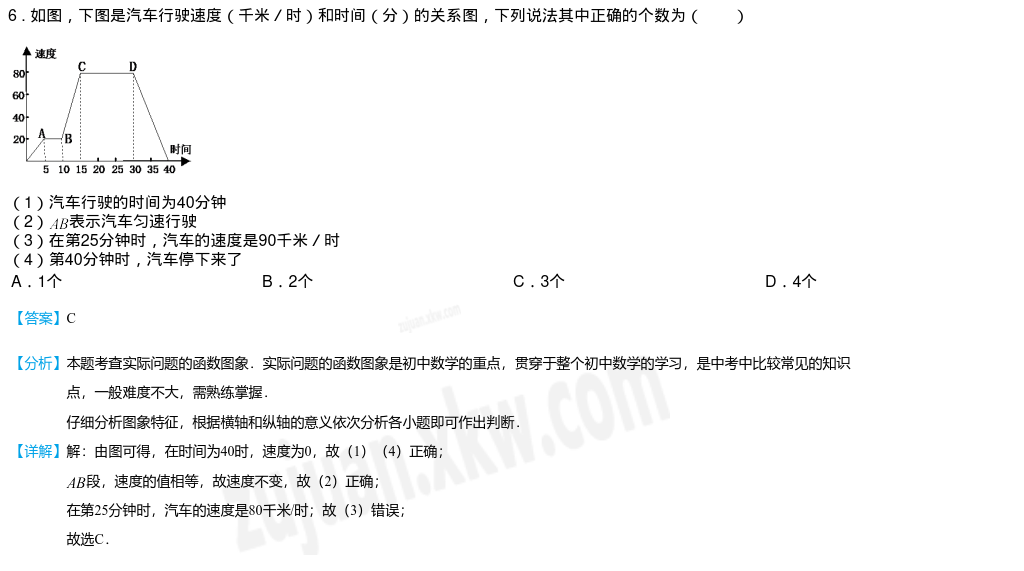 6．如图，下图是汽车行驶速度（千米／时）和时间（分）的关系图，下列说法其中正确的个数为（　　）
速度
80
60
40
20
A
B
C
D
时间
5 10 15 20 25 30 35 40
（1）汽车行驶的时间为40分钟
（2）AB表示汽车匀速行驶
（3）在第25分钟时，汽车的速度是90千米／时
（4）第40分钟时，汽车停下来了
A．1个 B．2个 C．3个 D．4个
【答案】C
zujuan.xkw.com
【分析】本题考查实际问题的函数图象．实际问题的函数图象是初中数学的重点，贯穿于整个初中数学的学习，是中考中比较常见的知识
点，一般难度不大，需熟练掌握．
仔细分析图象特征，根据横轴和纵轴的意义依次分析各小题即可作出判断．
【详解】解：由图可得，在时间为40时，速度为0，故（1）（4）正确；
AB段，速度的值相等，故速度不变，故（2）正确；
在第25分钟时，汽车的速度是80千米/时；故（3）错误；
故选C．
zujuan.xkw.com